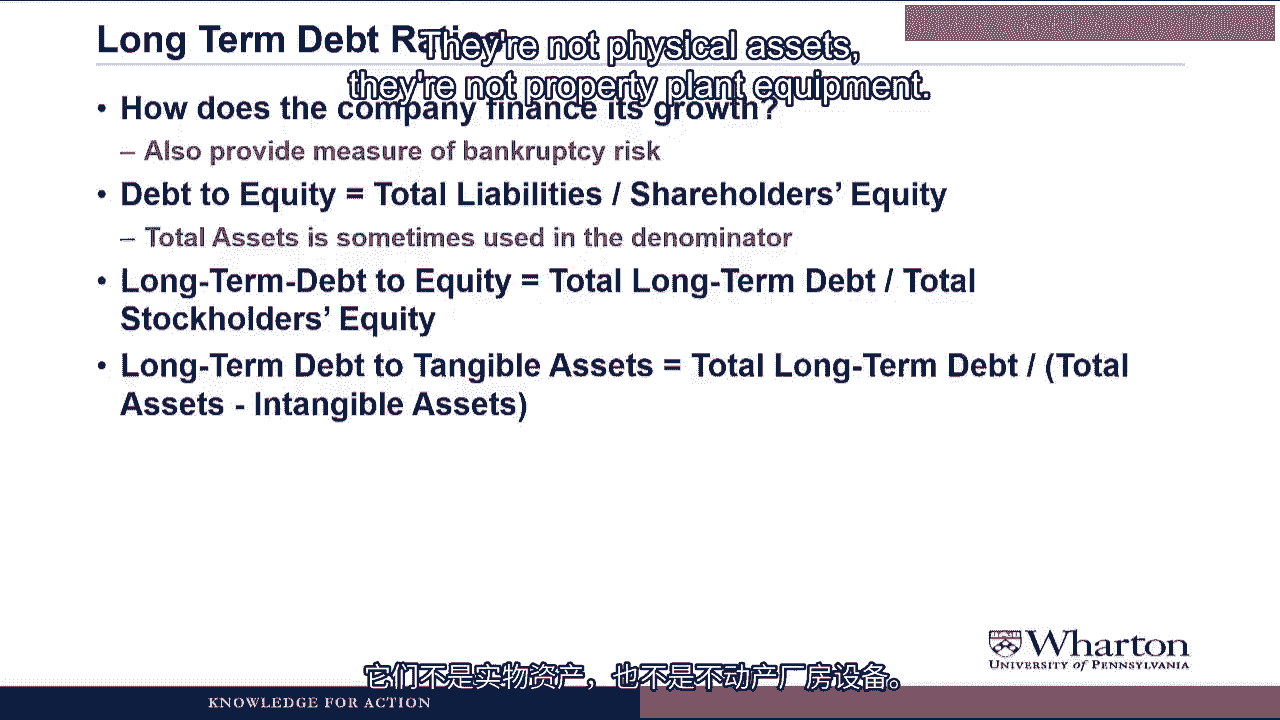 Long Term Debt Ratios
They're not physical assets,
they're not property plant equipment.
• How does the company finance its growth?
– Also provide measure of bankruptcy risk
• Debt to Equity = Total Liabilities / Shareholders' Equity
– Total Assets is sometimes used in the denominator
• Long-Term-Debt to Equity = Total Long-Term Debt / Total
Stockholders' Equity
• Long-Term Debt to Tangible Assets = Total Long-Term Debt / (Total
Assets - Intangible Assets)
Wharton
UNIVERSITY of PENNSYLVANIA
它们不是实物资产，也不是不动产厂房设备。
KNOWLEDGE FOR ACTION